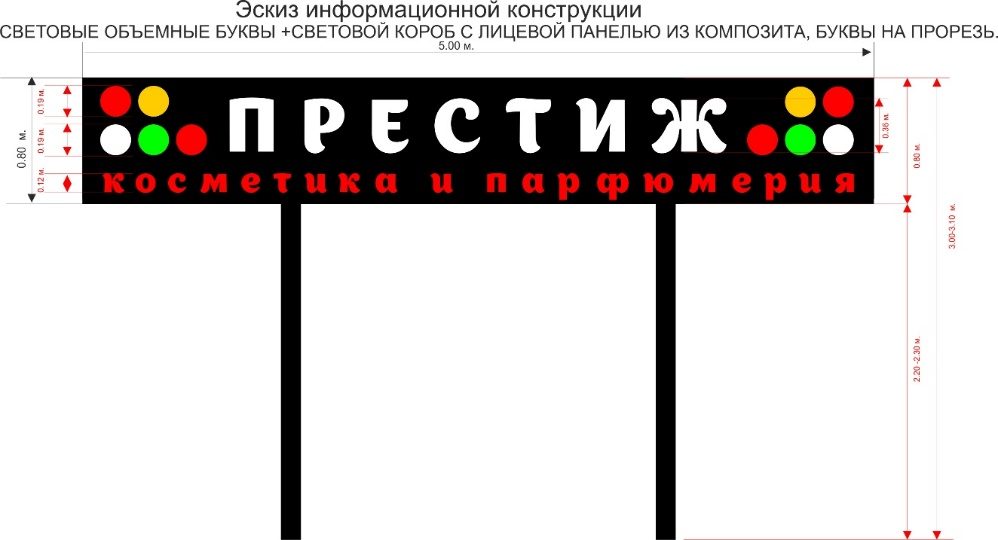 Эскиз информационной конструкции
СВЕТОВЫЕ ОБЪЕМНЫЕ БУКВЫ +СВЕТОВОЙ КОРОБ С ЛИЦЕВОЙ ПАНЕЛЬЮ ИЗ КОМПОЗИТА, БУКВЫ НА ПРОРЕЗЬ.
5.00 м.
0.80 м.
0.19 м.
0.19 м.
0.12 м.
ПРЕСТИЖ
косметика и парфюмерия
0.36 м.
0.80 м.
3.00-3.10 м.
2.20 -2.30 м.